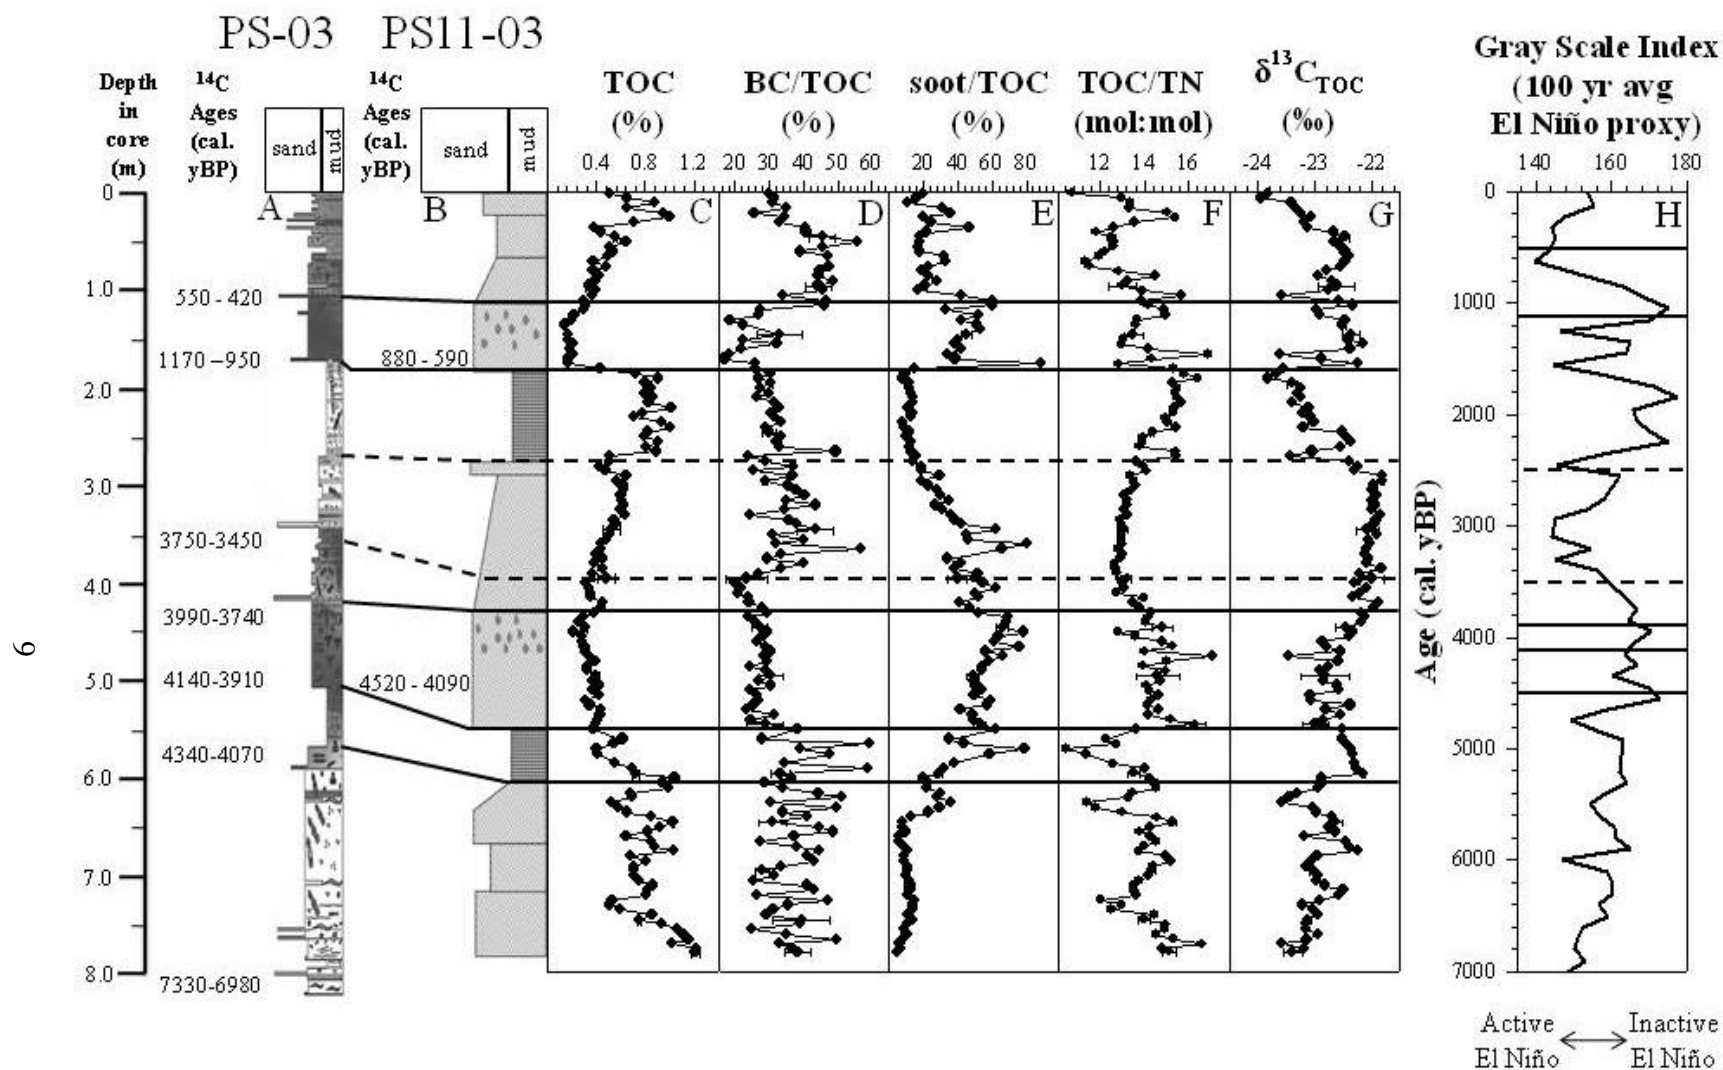 PS-03 PS11-03
Depth in core (m)
14C Ages (cal. yBP)
sand mud
14C Ages (cal. yBP)
sand mud
TOC (%)
BC/TOC (%)
soot/TOC (%)
TOC/TN (mol:mol)
δ13CTOC (‰)
Gray Scale Index
(100 yr avg
El Niño proxy)
0.4 0.8 1.2
20 30 40 50 60
20 40 60 80
12 14 16
-24 -23 -22
140 160 180
A B C D E F G H
0
1.0
2.0
3.0
4.0
5.0
6.0
7.0
8.0
550 - 420
1170 –950
3750-3450
3990-3740
4140-3910
4340-4070
7330-6980
880 - 590
4520 - 4090
Age (cal. yBP)
0
1000
2000
3000
4000
5000
6000
7000
Active El Niño
Inactive El Niño
9